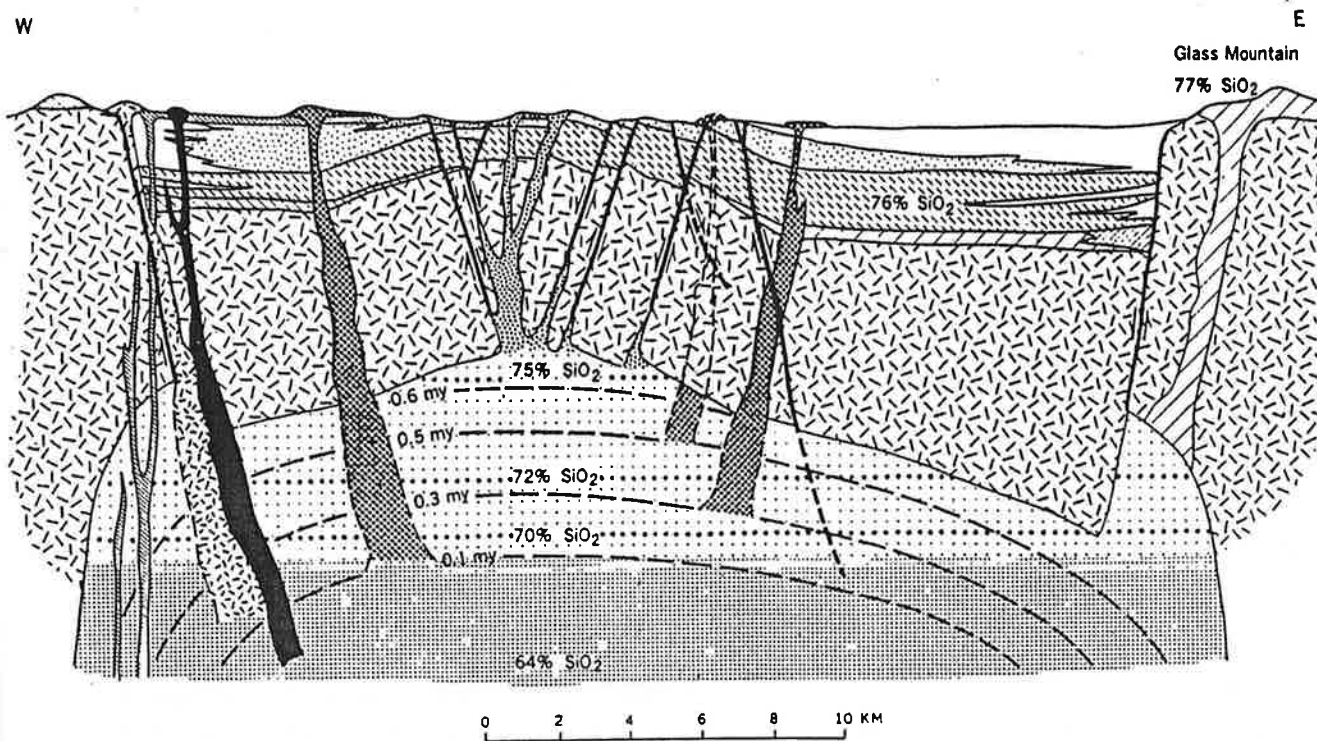 W
E
Glass Mountain
77% SiO₂
76% SiO₂
75% SiO₂
0.6 my
0.5 my
72% SiO₂
0.3 my
70% SiO₂
0.1 my
64% SiO₂
0 2 4 6 8 10 KM